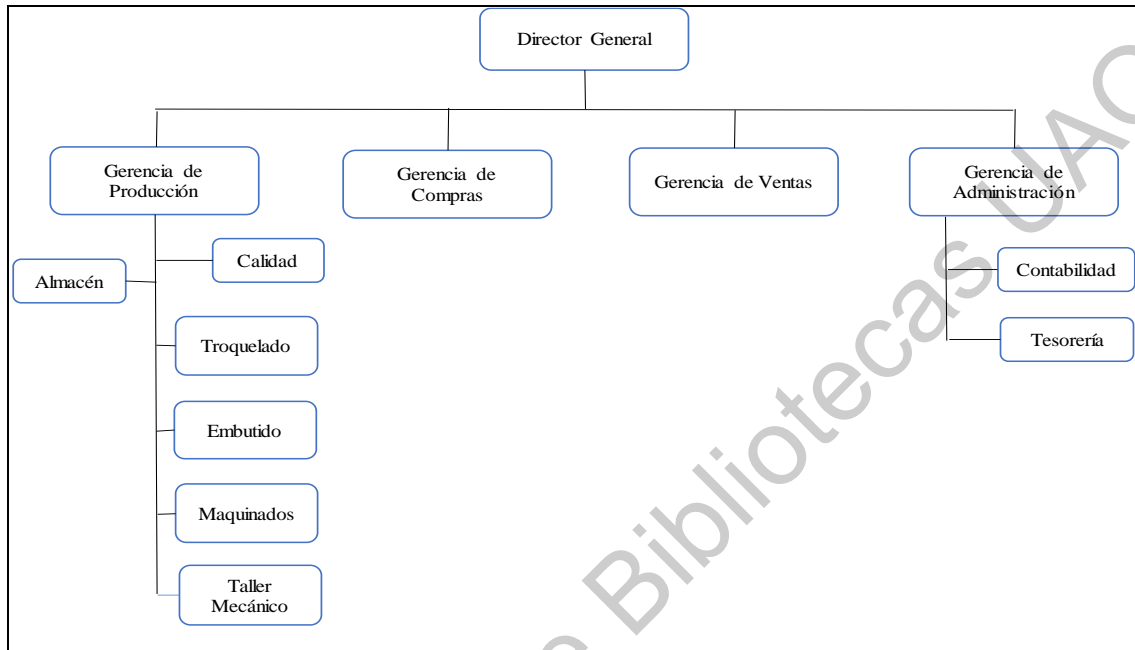 Director General
Gerencia de
Producción
Gerencia de
Compras
Gerencia de Ventas
Gerencia de
Administración
Almacén
Calidad
Contabilidad
Troquelado
Tesorería
Embutido
Maquinados
Taller
Mecánico
Bibliotecas